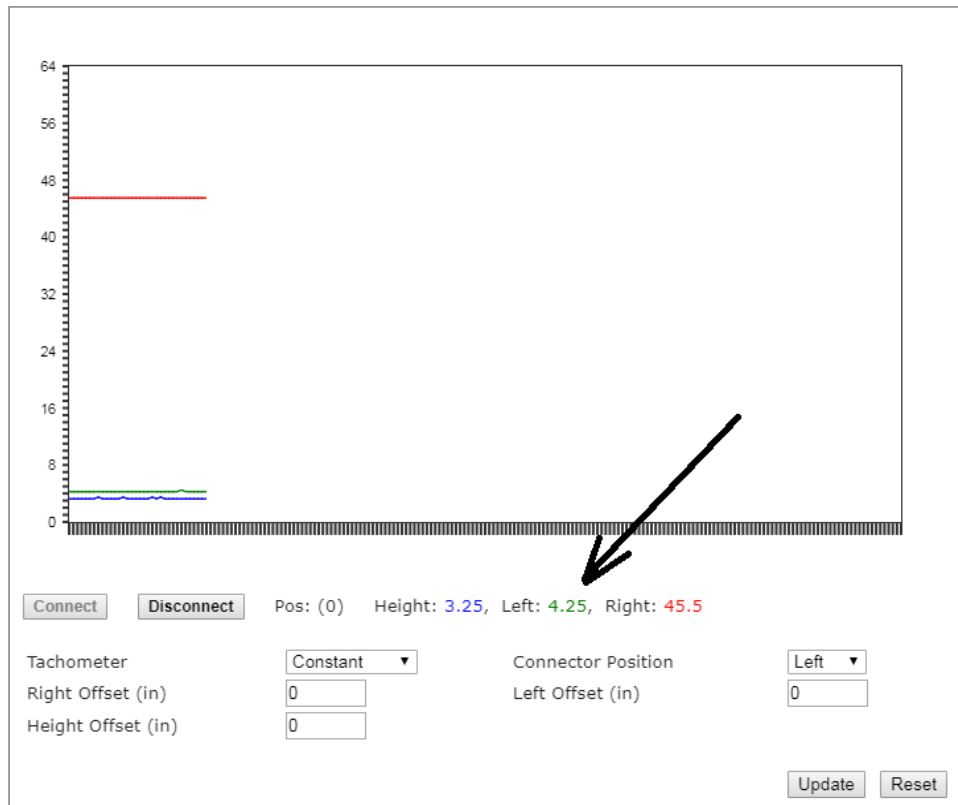 64
56
48
40
32
24
16
8
0
Connect Disconnect Pos: (0) Height: 3.25, Left: 4.25, Right: 45.5
Tachometer Constant Connector Position Left
Right Offset (in) 0 Left Offset (in) 0
Height Offset (in) 0
Update Reset